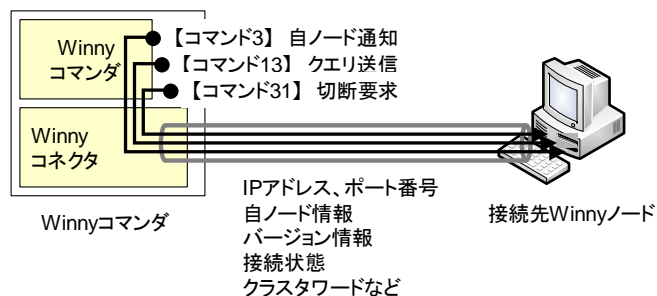 Winny
コマンダ
【コマンド3】 自ノード通知
【コマンド13】 クエリ送信
【コマンド31】 切断要求
Winny
コネクタ
Winnyコマンダ
IPアドレス、ポート番号
自ノード情報
バージョン情報
接続状態
クラスタワードなど
接続先Winnyノード